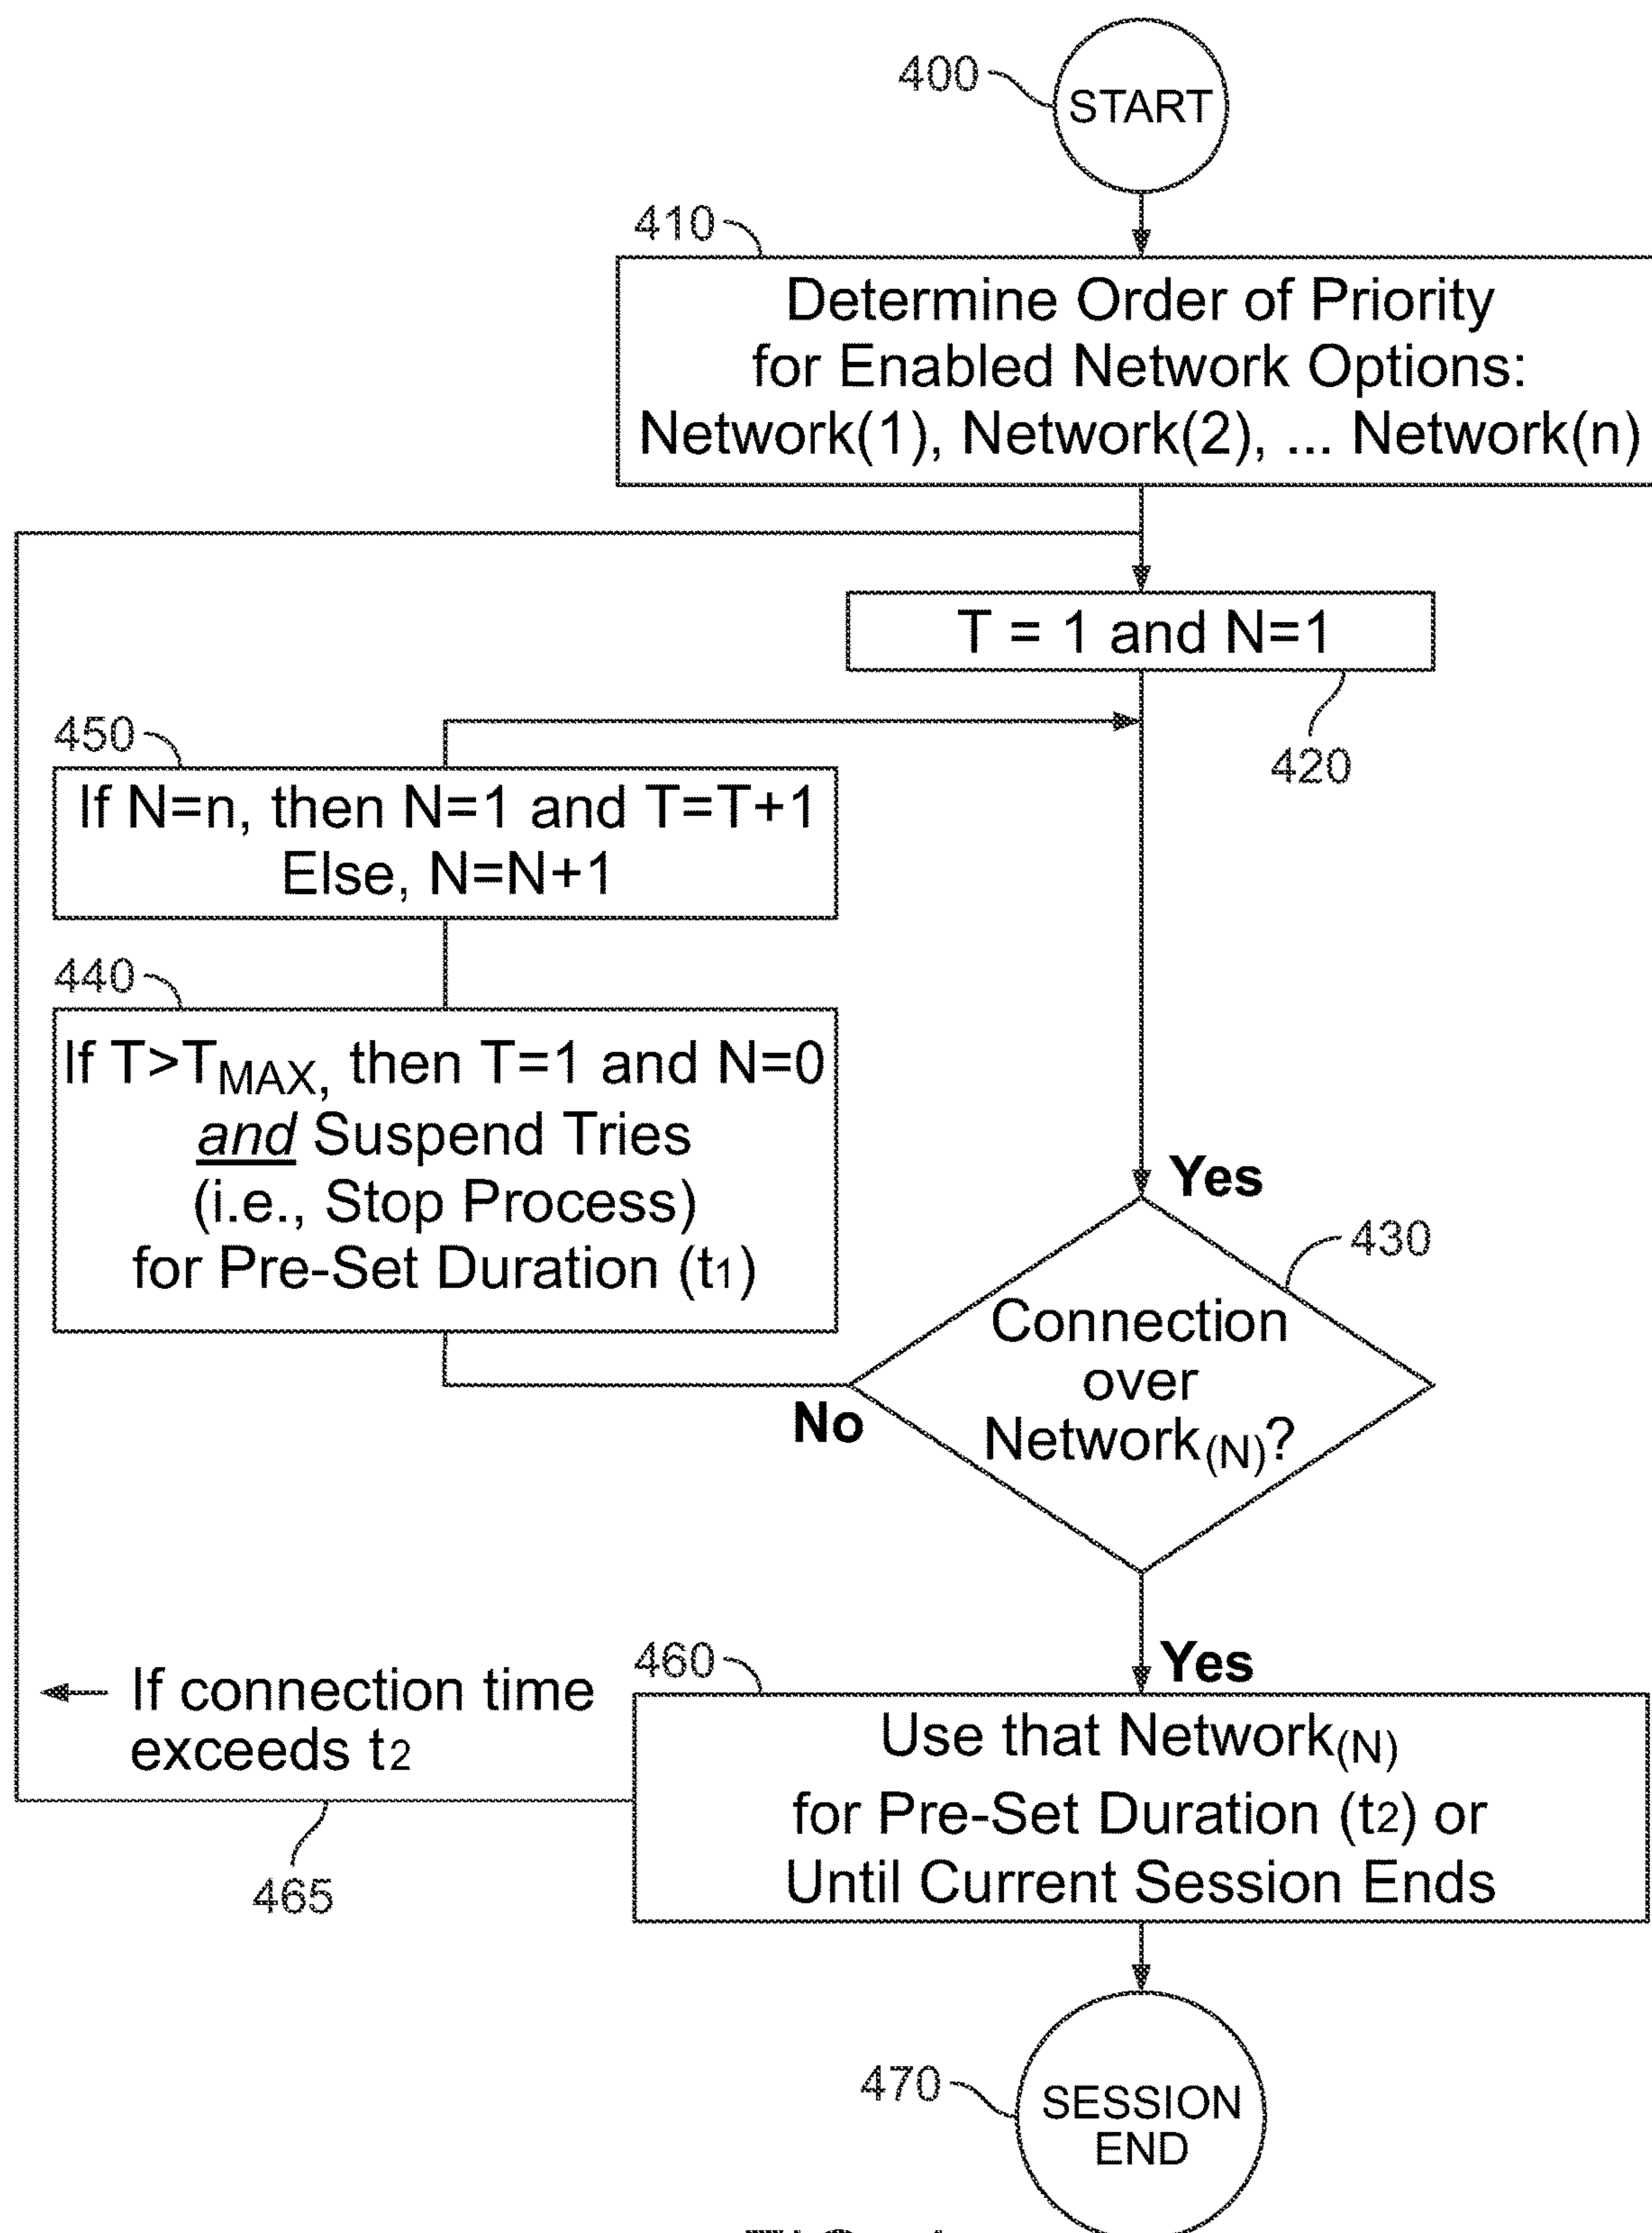 400
START
410
Determine Order of Priority
for Enabled Network Options:
Network(1), Network(2), ... Network(n)
T = 1 and N=1
420
450
If N=n, then N=1 and T=T+1
Else, N=N+1
440
If T>TMAX, then T=1 and N=0
and Suspend Tries
(i.e., Stop Process)
for Pre-Set Duration (t1)
Yes
430
Connection
over
Network(N)?
No
Yes
460
If connection time
exceeds t2
465
Use that Network(N)
for Pre-Set Duration (t2) or
Until Current Session Ends
470
SESSION
END